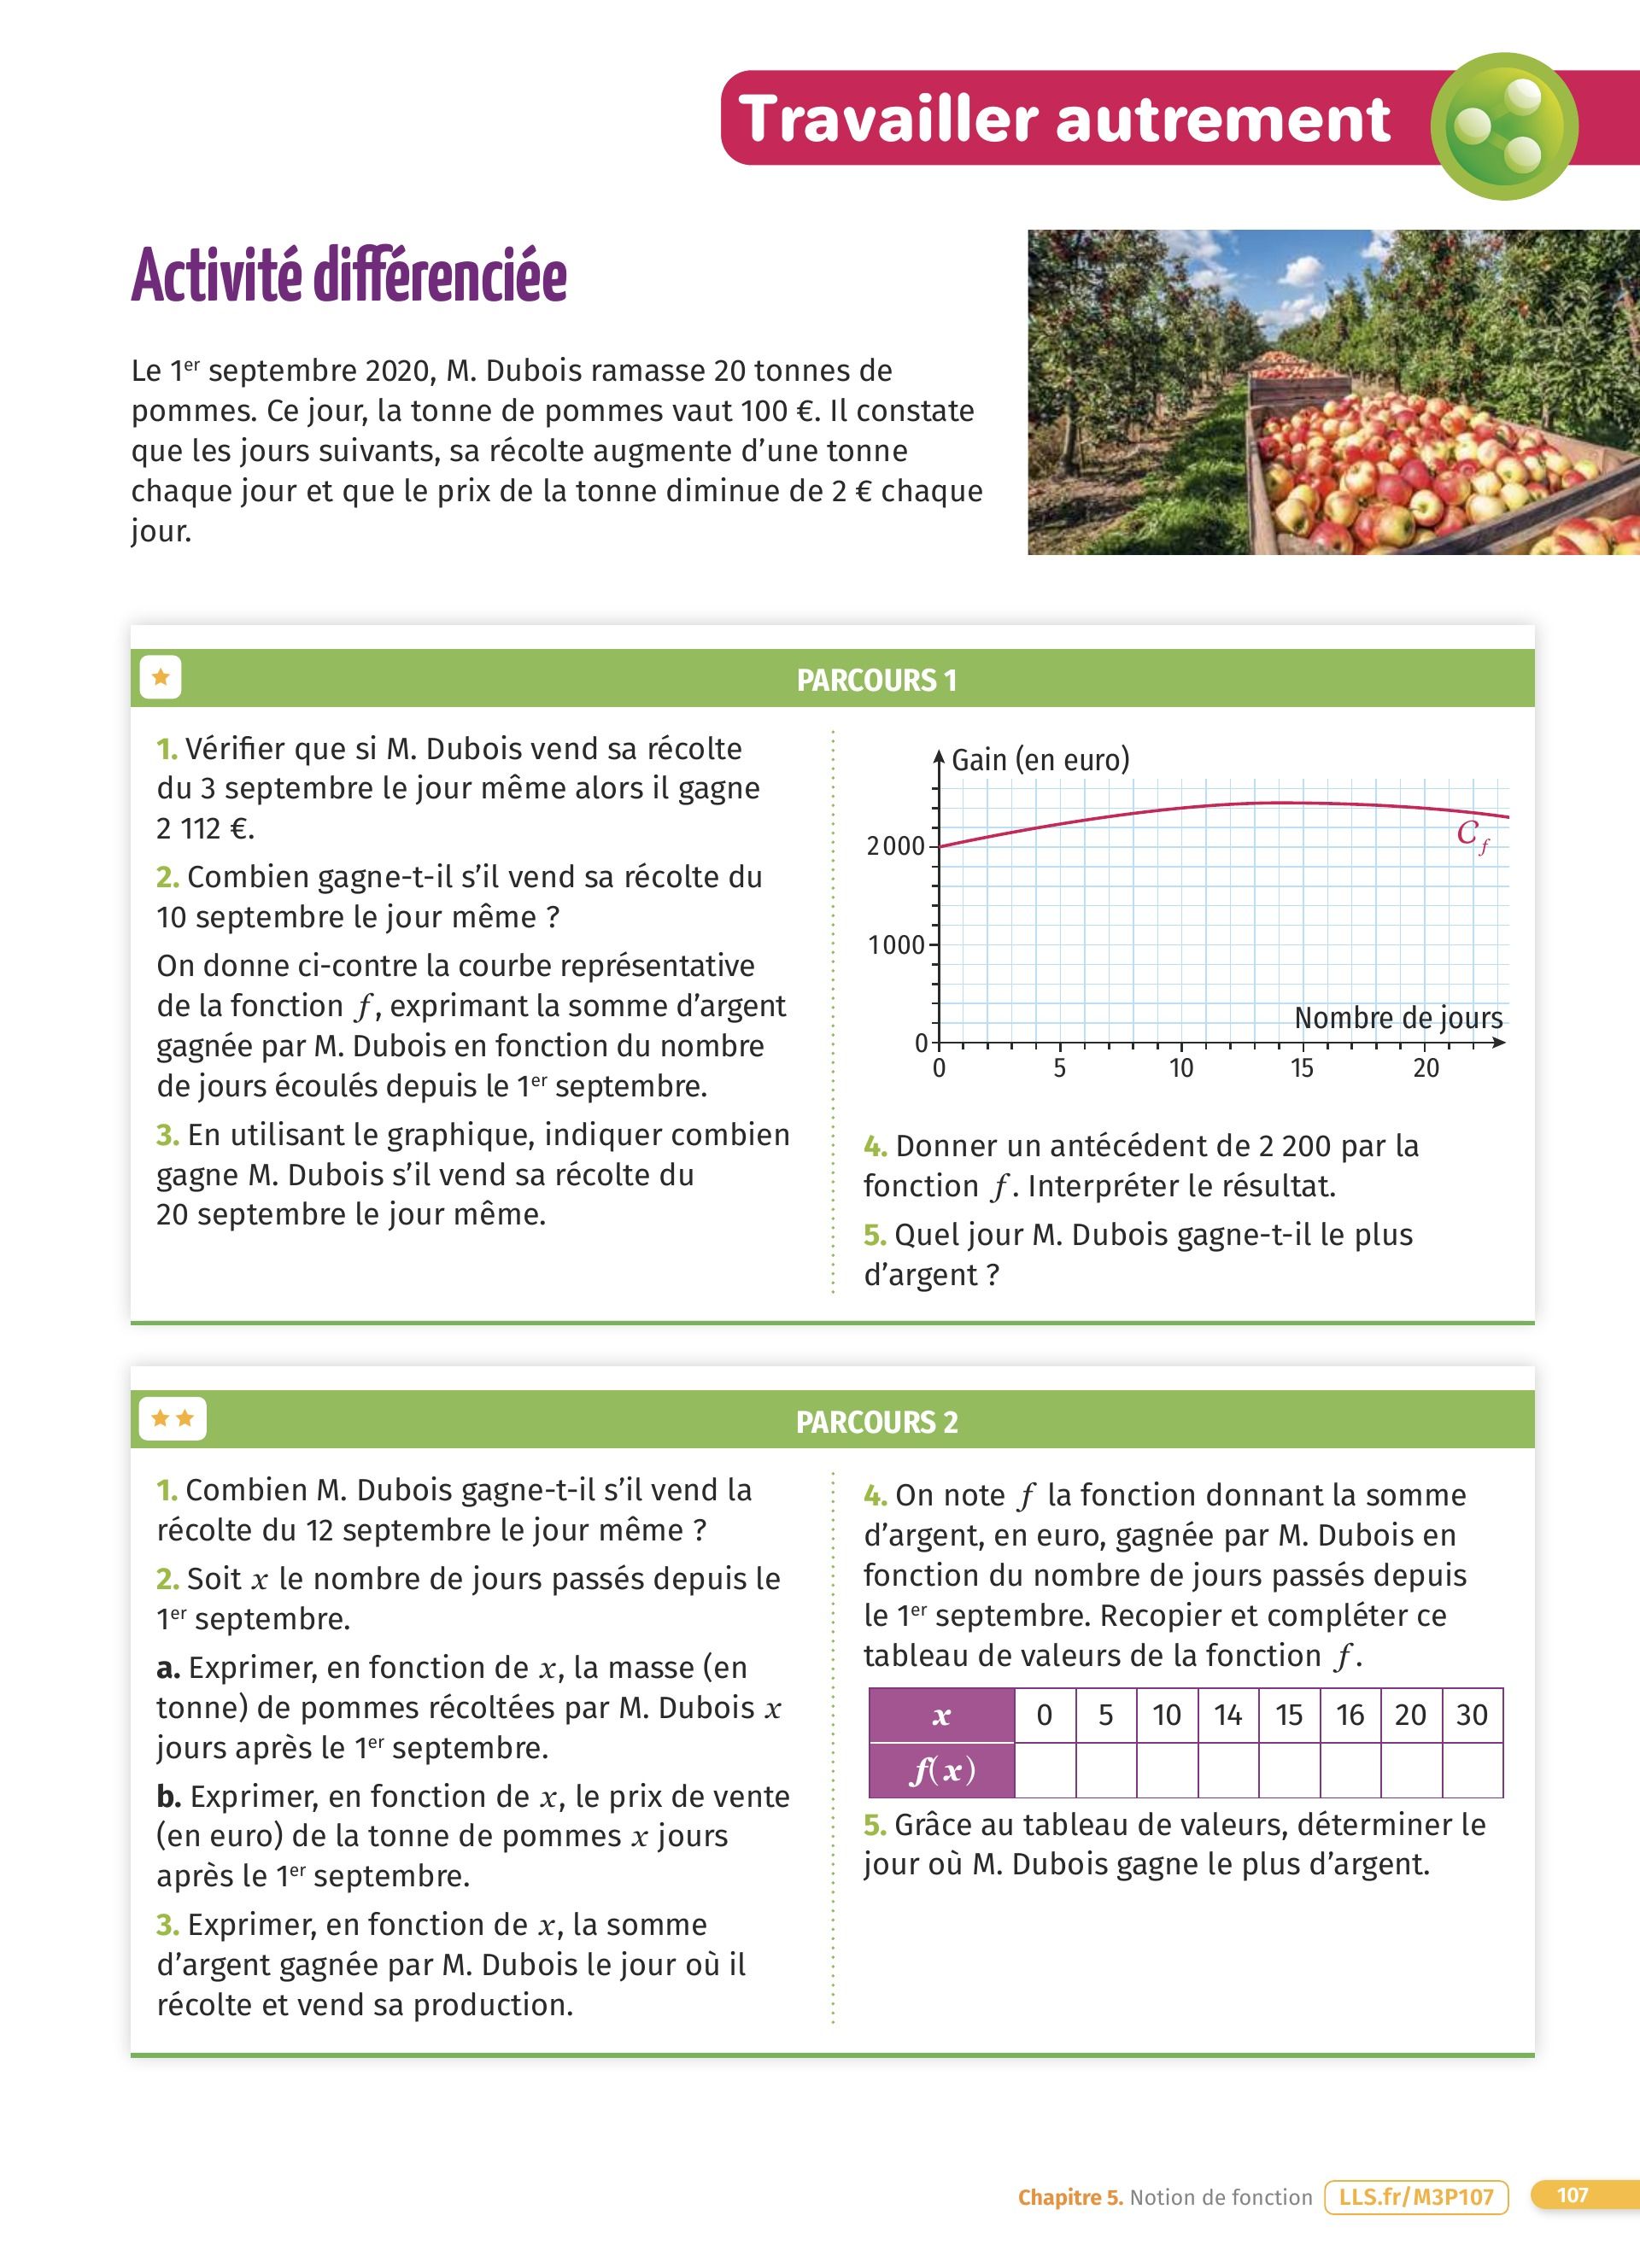 Travailler autrement
Activité différenciée
Le 1er septembre 2020, M. Dubois ramasse 20 tonnes de
pommes. Ce jour, la tonne de pommes vaut 100 €. Il constate
que les jours suivants, sa récolte augmente d’une tonne
chaque jour et que le prix de la tonne diminue de 2 € chaque
jour.
PARCOURS 1
1. Vérifier que si M. Dubois vend sa récolte
du 3 septembre le jour même alors il gagne
2 112 €.
2. Combien gagne-t-il s’il vend sa récolte du
10 septembre le jour même ?
On donne ci-contre la courbe représentative
de la fonction f, exprimant la somme d’argent
gagnée par M. Dubois en fonction du nombre
de jours écoulés depuis le 1er septembre.
3. En utilisant le graphique, indiquer combien
gagne M. Dubois s’il vend sa récolte du
20 septembre le jour même.
Gain (en euro)
2 000
1000
0
Cf
Nombre de jours
0 5 10 15 20
4. Donner un antécédent de 2 200 par la
fonction f. Interpréter le résultat.
5. Quel jour M. Dubois gagne-t-il le plus
d’argent ?
PARCOURS 2
1. Combien M. Dubois gagne-t-il s’il vend la
récolte du 12 septembre le jour même ?
2. Soit x le nombre de jours passés depuis le
1er septembre.
a. Exprimer, en fonction de x, la masse (en
tonne) de pommes récoltées par M. Dubois x
jours après le 1er septembre.
b. Exprimer, en fonction de x, le prix de vente
(en euro) de la tonne de pommes x jours
après le 1er septembre.
3. Exprimer, en fonction de x, la somme
d’argent gagnée par M. Dubois le jour où il
récolte et vend sa production.
4. On note f la fonction donnant la somme
d’argent, en euro, gagnée par M. Dubois en
fonction du nombre de jours passés depuis
le 1er septembre. Recopier et compléter ce
tableau de valeurs de la fonction f.
x 0 5 10 14 15 16 20 30
f(x)
5. Grâce au tableau de valeurs, déterminer le
jour où M. Dubois gagne le plus d’argent.
Chapitre 5. Notion de fonction LLS.fr/M3P107 107